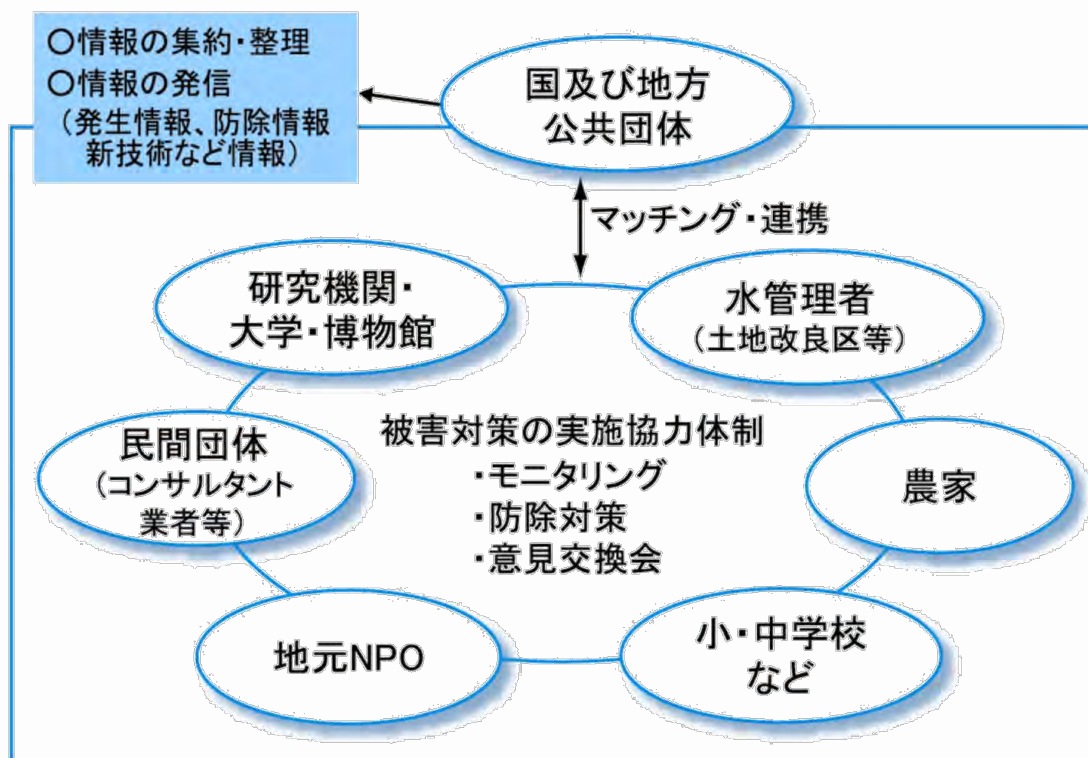 ○情報の集約・整理
○情報の発信
（発生情報、防除情報
新技術など情報）
国及び地方
公共団体
マッチング・連携
研究機関・
大学・博物館
水管理者
（土地改良区等）
民間団体
（コンサルタント
業者等）
被害対策の実施協力体制
・モニタリング
・防除対策
・意見交換会
農家
地元NPO
小・中学校
など